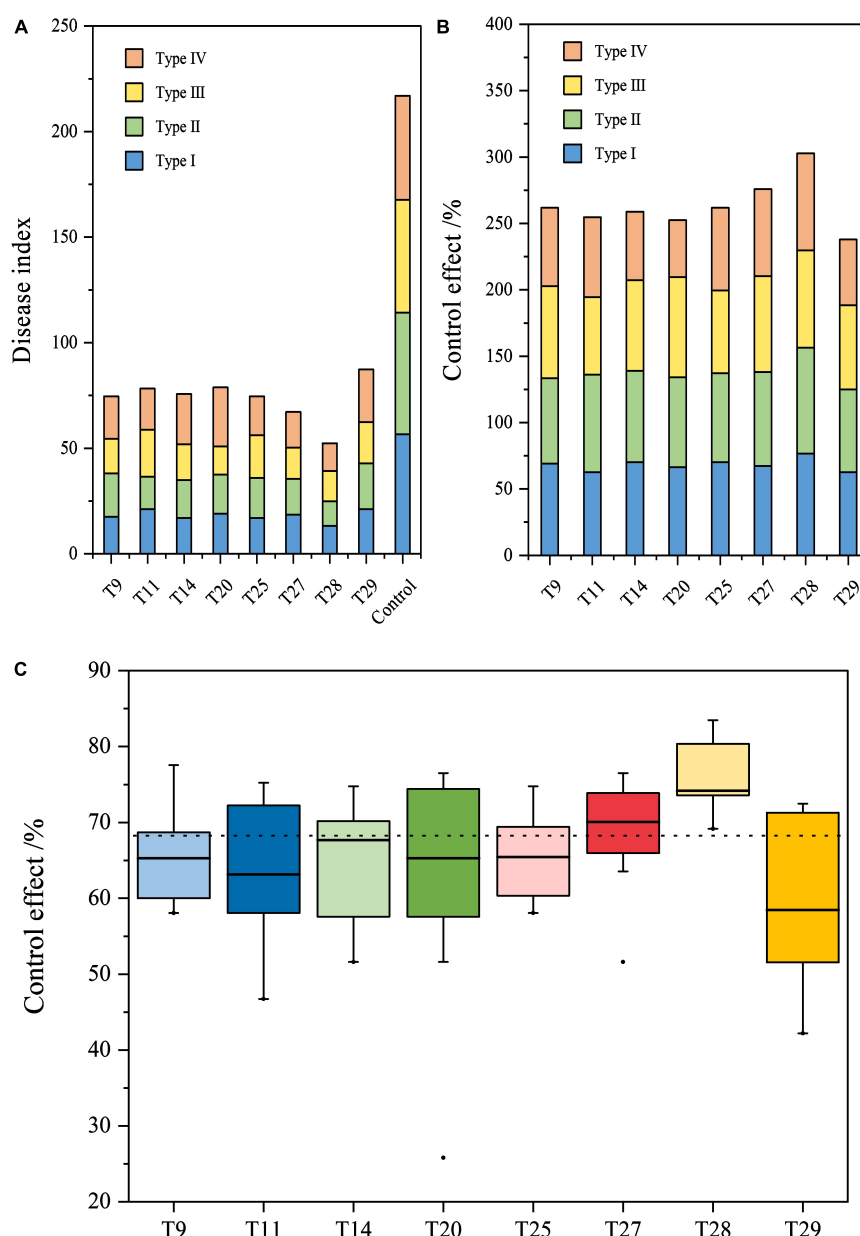 A
Disease index
250
200
150
100
50
0
Type IV
Type III
Type II
Type I
T9 T11 T14 T20 T25 T27 T28 T29 Control
B
Control effect /%
400
350
300
250
200
150
100
50
0
Type IV
Type III
Type II
Type I
T9 T11 T14 T20 T25 T27 T28 T29
C
Control effect /%
90
80
70
60
50
40
30
20
T9 T11 T14 T20 T25 T27 T28 T29